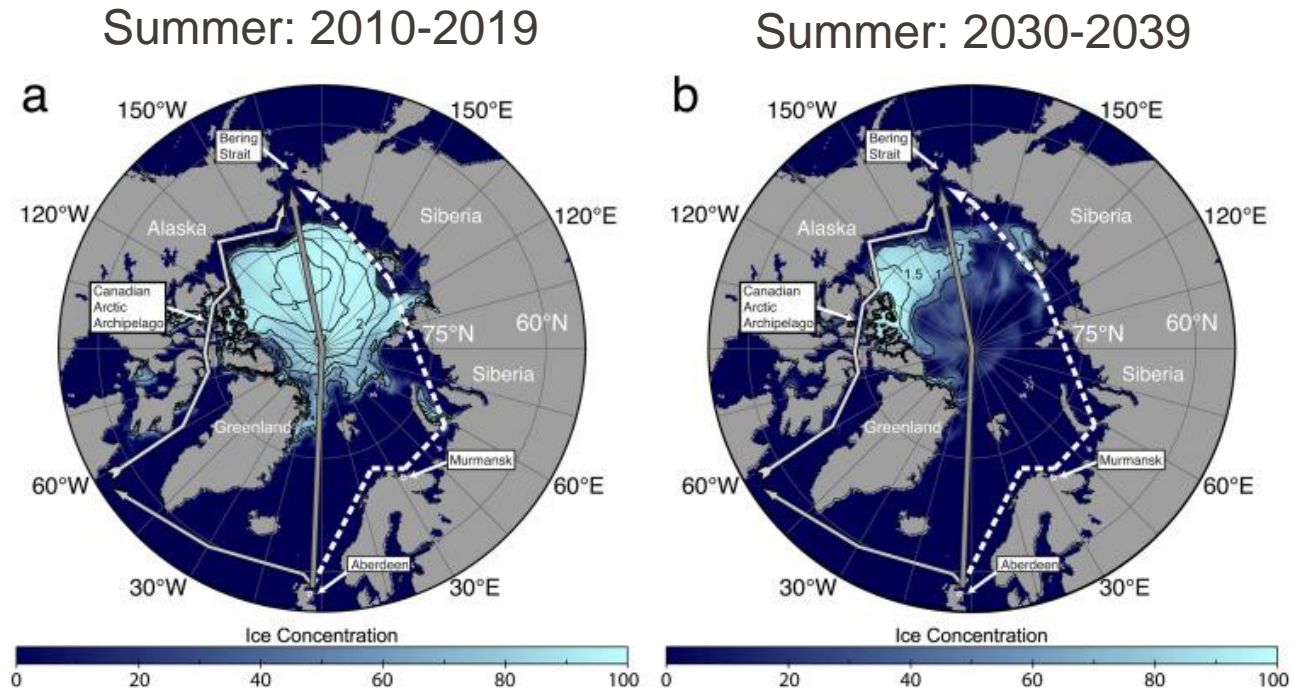 Summer: 2010-2019
Summer: 2030-2039
a
150°W
150°E
Bering
Strait
120°W
Alaska
Siberia
120°E
Canadian
Arctic
Archipelago
2
75°N
60°N
Siberia
Greenland
Murmansk
60°W
60°E
Aberdeen
30°W
30°E
Ice Concentration
0 20 40 60 80 100
b
150°W
150°E
Bering
Strait
120°W
Alaska
Siberia
120°E
1.5
1
Canadian
Arctic
Archipelago
75°N
60°N
Siberia
Greenland
Murmansk
60°W
60°E
Aberdeen
30°W
30°E
Ice Concentration
0 20 40 60 80 100